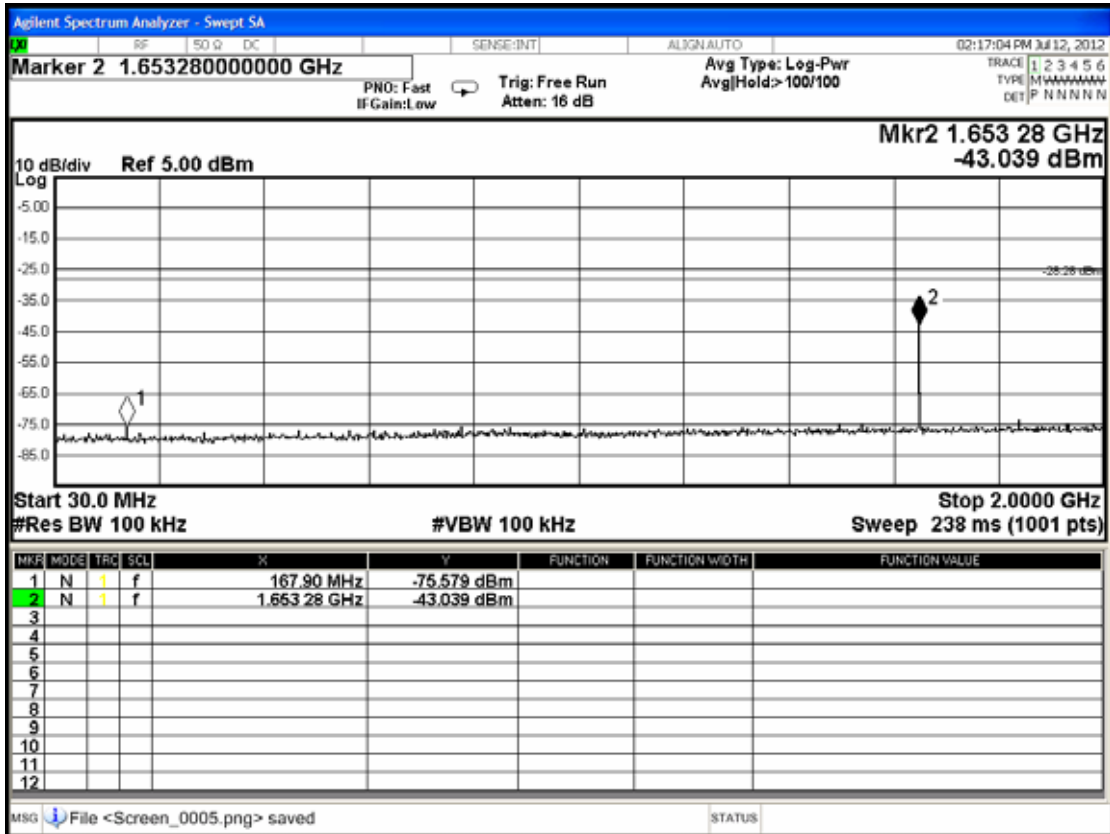 Agilent Spectrum Analyzer - Swept SA
LXI RF 50 Ω DC SENSE:INT ALIGN AUTO 02:17:04 PM Jul 12, 2012
Marker 2 1.653280000000 GHz
PNO: Fast
IFGain:Low
Trig: Free Run
Atten: 16 dB
Avg Type: Log-Pwr
Avg|Hold:>100/100
TRACE 1 2 3 4 5 6
TYPE M WWWWW
DET P N N N N N
Mkr2 1.653 28 GHz
-43.039 dBm
10 dB/div Ref 5.00 dBm
Log
-5.00
-15.0
-25.0
-28.28 dBm
-35.0
2
-45.0
-55.0
-65.0
1
-75.0
-85.0
Start 30.0 MHz Stop 2.0000 GHz
#Res BW 100 kHz #VBW 100 kHz Sweep 238 ms (1001 pts)
MKR MODE TRC SCL X Y FUNCTION FUNCTION WIDTH FUNCTION VALUE
1 N 1 f 167.90 MHz -75.579 dBm
2 N 1 f 1.653 28 GHz -43.039 dBm
3
4
5
6
7
8
9
10
11
12
MSG File <Screen_0005.png> saved STATUS